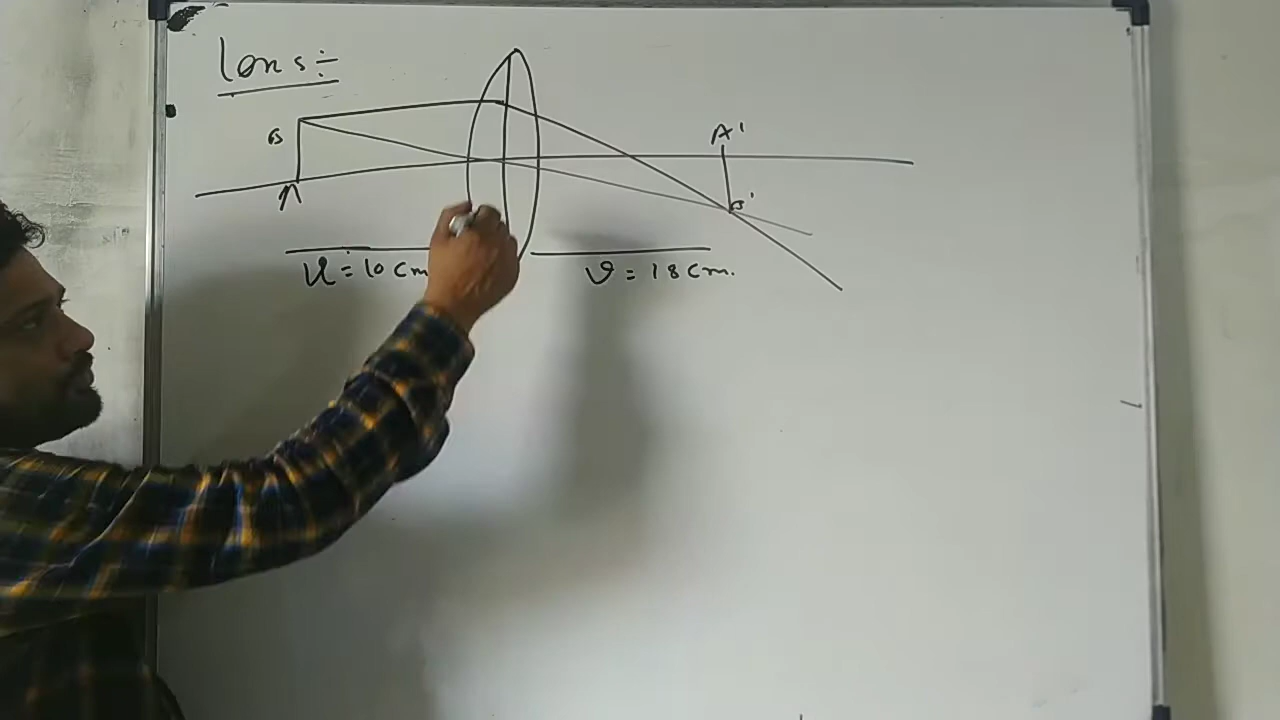 Lens ÷
A'
B
A
B'
u = 10 cm
v = 18 cm.